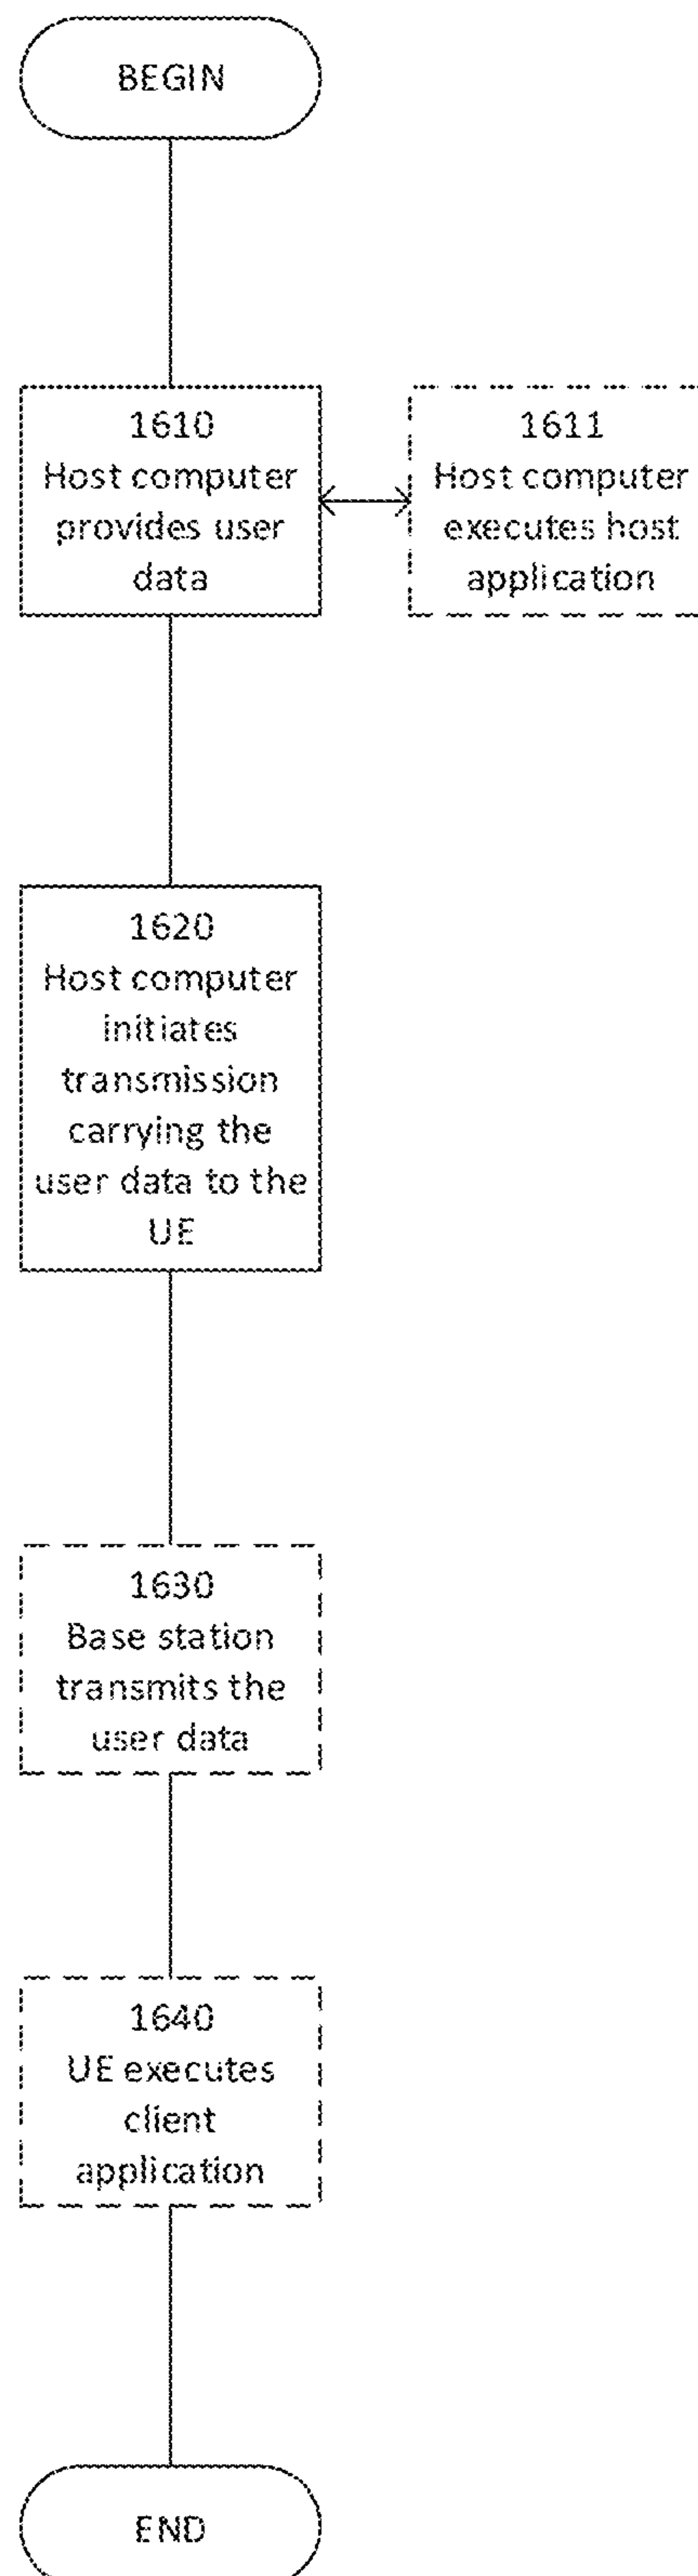 BEGIN
1610
Host computer
provides user
data
1611
Host computer
executes host
application
1620
Host computer
initiates
transmission
carrying the
user data to the
UE
1630
Base station
transmits the
user data
1640
UE executes
client
application
END